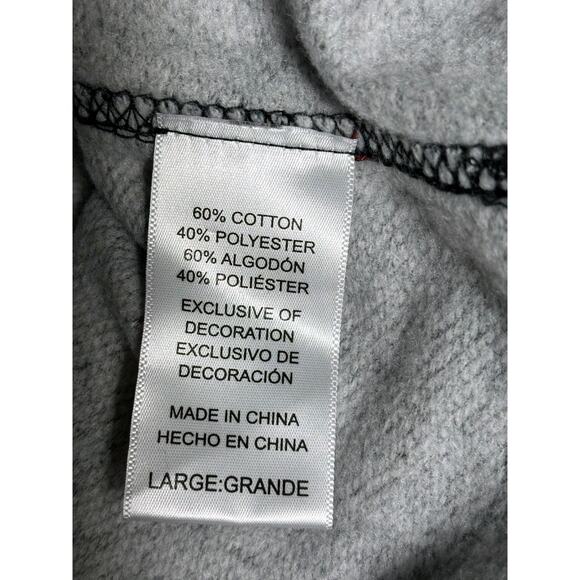 60% COTTON
40% POLYESTER
60% ALGODÓN
40% POLIÉSTER
EXCLUSIVE OF
DECORATION
EXCLUSIVO DE
DECORACIÓN
MADE IN CHINA
HECHO EN CHINA
LARGE:GRANDE